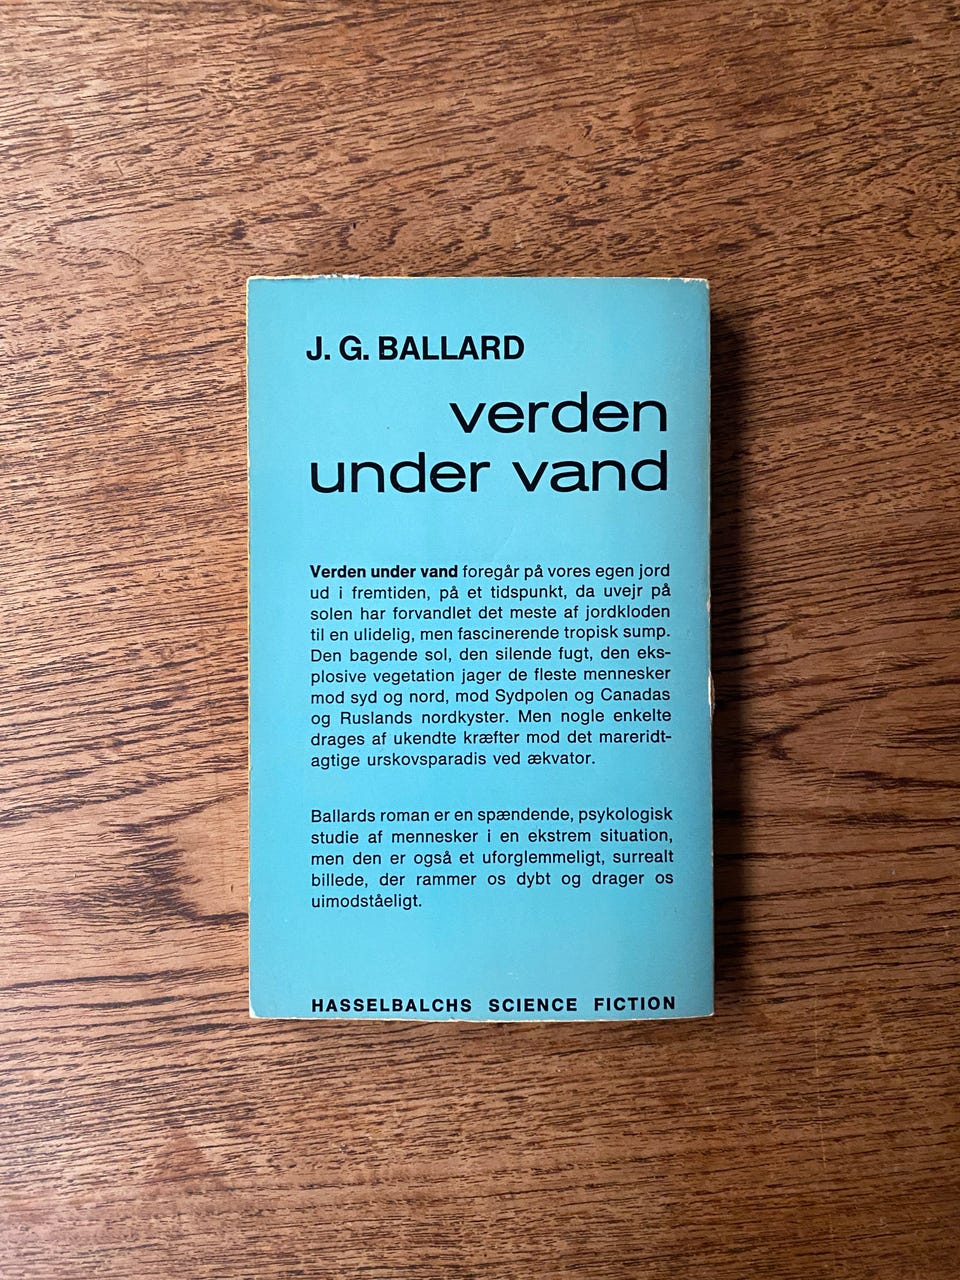 J. G. BALLARD
verden
under vand
Verden under vand foregår på vores egen jord
ud i fremtiden, på et tidspunkt, da uvejr på
solen har forvandlet det meste af jordkloden
til en ulidelig, men fascinerende tropisk sump.
Den bagende sol, den silende fugt, den eks-
plosive vegetation jager de fleste mennesker
mod syd og nord, mod Sydpolen og Canadas
og Ruslands nordkyster. Men nogle enkelte
drages af ukendte kræfter mod det mareridt-
agtige urskovsparadis ved ækvator.
Ballards roman er en spændende, psykologisk
studie af mennesker i en ekstrem situation,
men den er også et uforglemmeligt, surrealt
billede, der rammer os dybt og drager os
uimodståeligt.
HASSELBALCHS SCIENCE FICTION